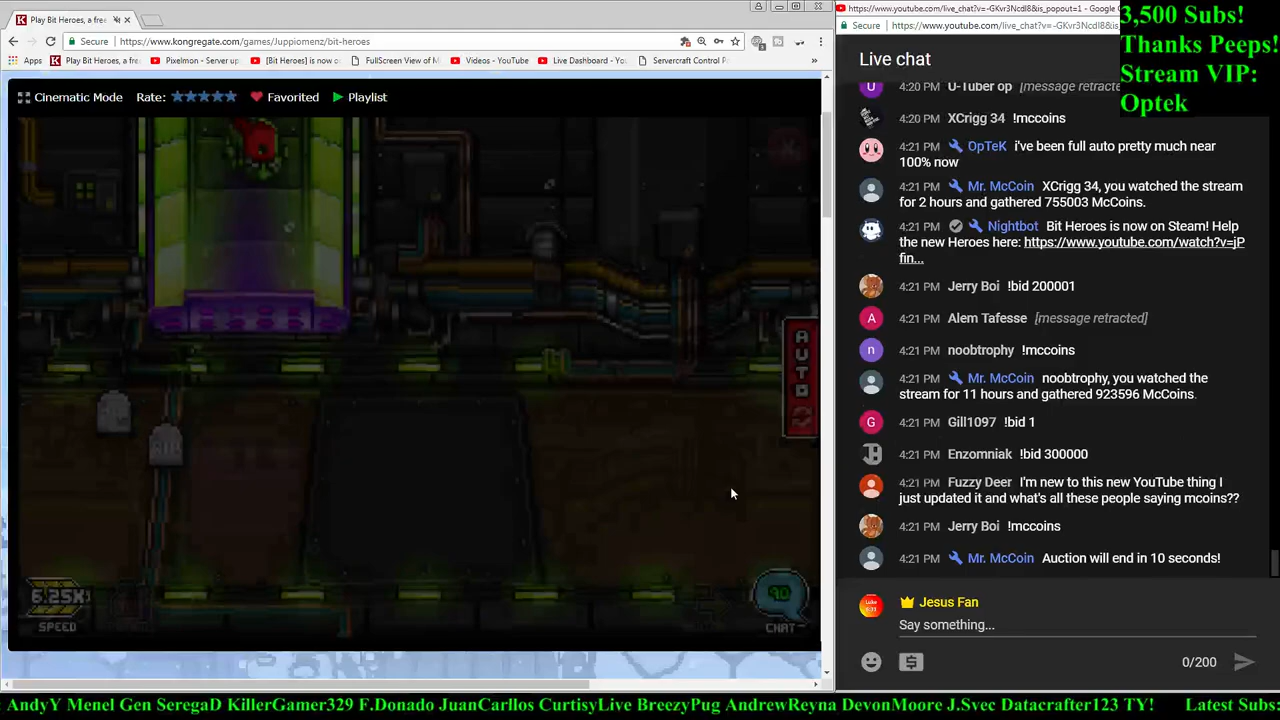 Play Bit Heroes, a free
https://www.youtube.com/live_chat?v=-GKvr3Ncdl8&is_popout=1 - Google C
Secure
https://www.kongregate.com/games/Juppiomenz/bit-heroes
Secure
https://www.youtube.com/live_chat?v=-GKvr3Ncdl8&is_pop
Apps
Play Bit Heroes, a fre
Pixelmon - Server c
[Bit Heroes] is now o
FullScreen View of M
Videos - YouTube
Live Dashboard - Yo
Servercraft Control P
»
3,500 Subs!
Thanks Peeps!
Stream VIP:
Optek
Cinematic Mode
Rate:
Favorited
Playlist
AUTO
6.25X
SPEED
90
CHAT
Live chat
U
4:20 PM U-Tuber op [message retracte
4:20 PM XCrigg 34 !mccoins
4:21 PM OpTeK i've been full auto pretty much near
100% now
4:21 PM Mr. McCoin XCrigg 34, you watched the stream
for 2 hours and gathered 755003 McCoins.
4:21 PM Nightbot Bit Heroes is now on Steam! Help
the new Heroes here: https://www.youtube.com/watch?v=jP
fin...
4:21 PM Jerry Boi !bid 200001
A
4:21 PM Alem Tafesse [message retracted]
n
4:21 PM noobtrophy !mccoins
4:21 PM Mr. McCoin noobtrophy, you watched the
stream for 11 hours and gathered 923596 McCoins.
G
4:21 PM Gill1097 !bid 1
4:21 PM Enzomniak !bid 300000
4:21 PM Fuzzy Deer I'm new to this new YouTube thing I
just updated it and what's all these people saying mcoins??
4:21 PM Jerry Boi !mccoins
4:21 PM Mr. McCoin Auction will end in 10 seconds!
Jesus Fan
Say something...
0/200
AndyY Menel Gen SeregaD KillerGamer329 F.Donado JuanCarllos CurtisyLive BreezyPug AndrewReyna DevonMoore J.Svec Datacrafter123 TY! Latest Subs: